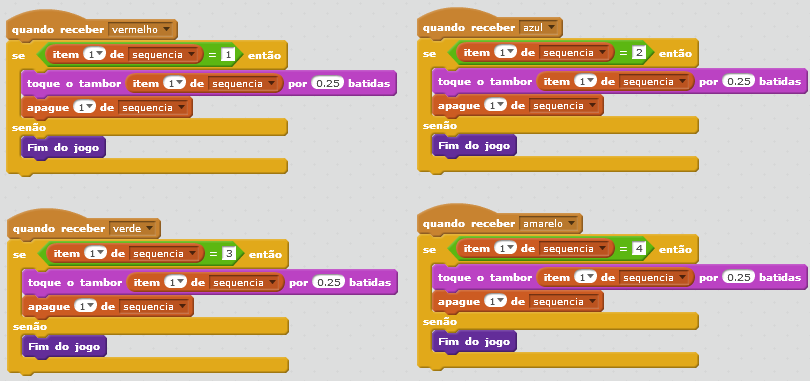 quando receber vermelho
se item 1 de sequencia = 1 então
toque o tambor item 1 de sequencia por 0.25 batidas
apague 1 de sequencia
senão
Fim do jogo
quando receber azul
se item 1 de sequencia = 2 então
toque o tambor item 1 de sequencia por 0.25 batidas
apague 1 de sequencia
senão
Fim do jogo
quando receber verde
se item 1 de sequencia = 3 então
toque o tambor item 1 de sequencia por 0.25 batidas
apague 1 de sequencia
senão
Fim do jogo
quando receber amarelo
se item 1 de sequencia = 4 então
toque o tambor item 1 de sequencia por 0.25 batidas
apague 1 de sequencia
senão
Fim do jogo